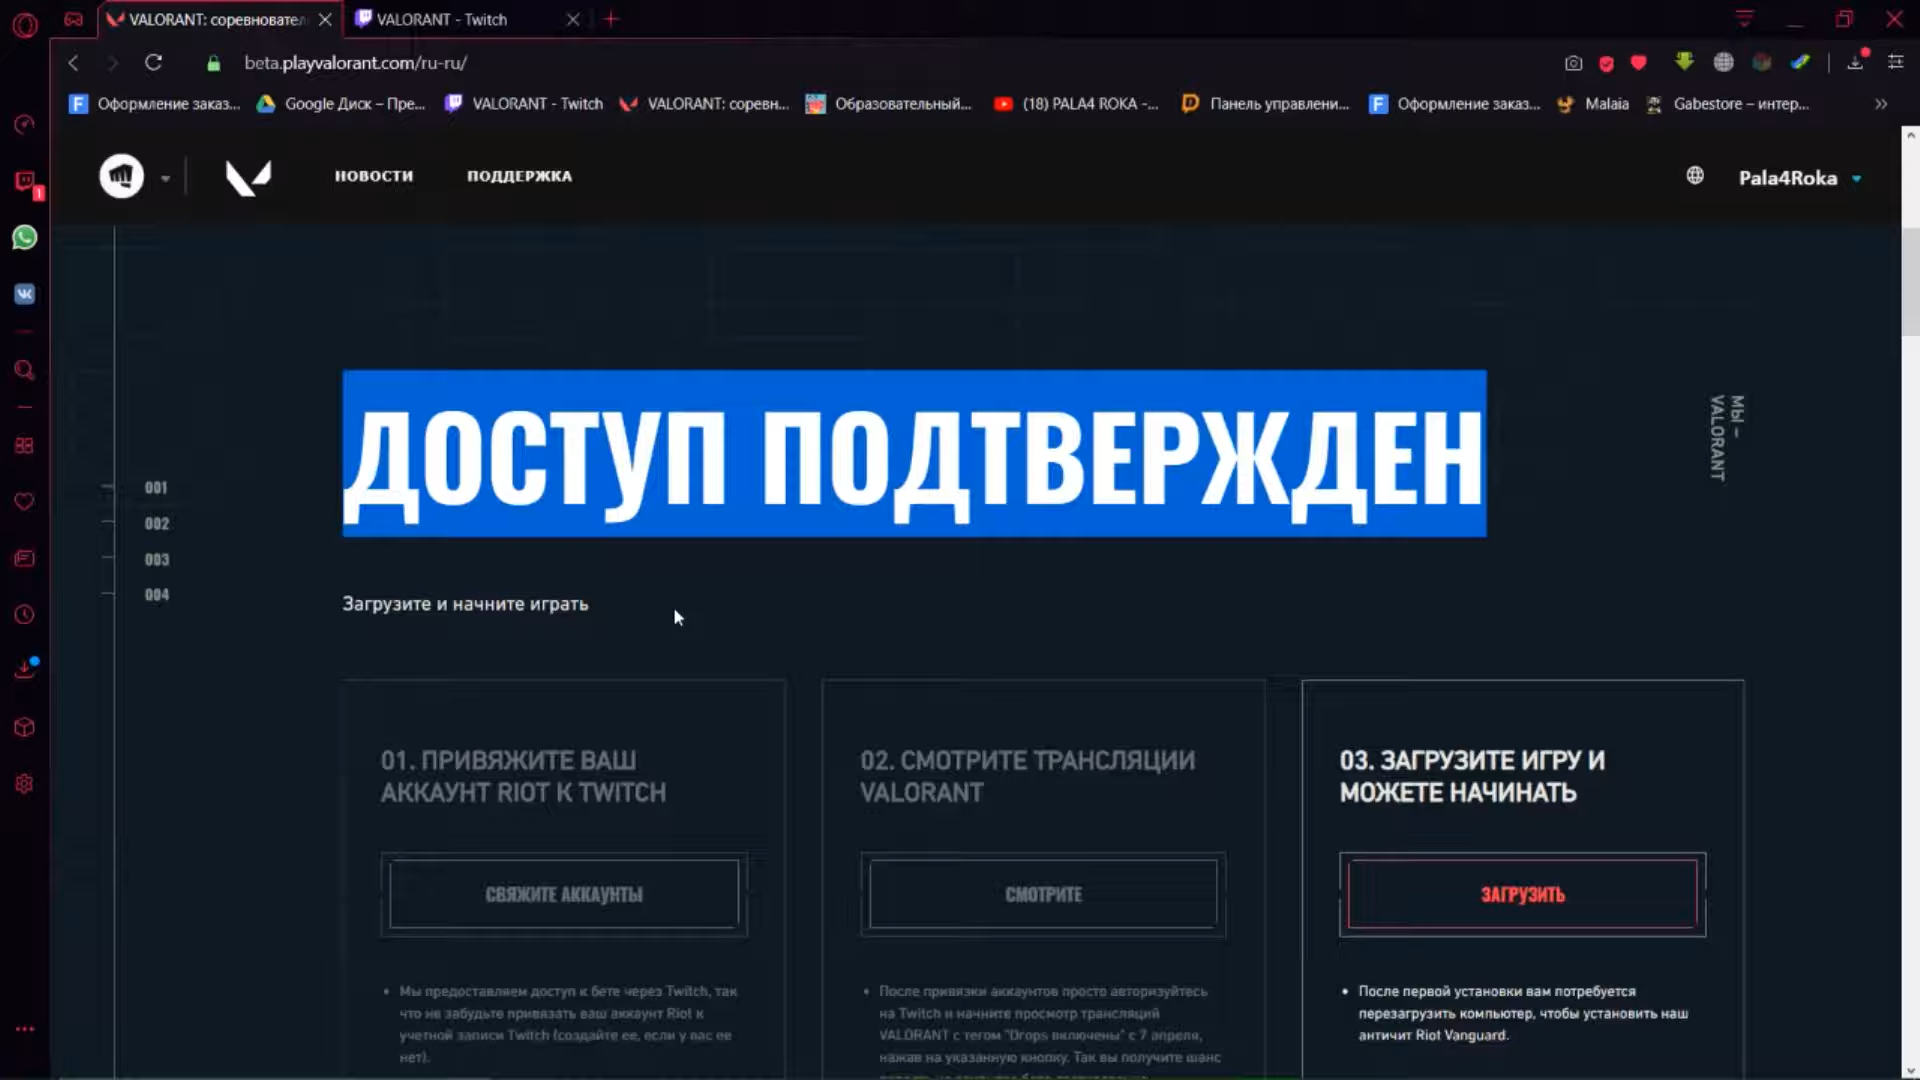 VALORANT: соревновател
VALORANT - Twitch
beta.playvalorant.com/ru-ru/
Оформление заказ...
Google Диск – Пре...
VALORANT - Twitch
VALORANT: соревн...
Образовательный...
(18) PALA4 ROKA -...
Панель управлени...
Оформление заказ...
Malaia
Gabestore – интер...
НОВОСТИ
ПОДДЕРЖКА
Pala4Roka
1
ДОСТУП ПОДТВЕРЖДЕН
МЫ –
VALORANT
001
002
003
004
Загрузите и начните играть
01. ПРИВЯЖИТЕ ВАШ
АККАУНТ RIOT К TWITCH
СВЯЖИТЕ АККАУНТЫ
Мы предоставляем доступ к бете через Twitch, так
что не забудьте привязать ваш аккаунт Riot к
учетной записи Twitch (создайте ее, если у вас ее
нет).
02. СМОТРИТЕ ТРАНСЛЯЦИИ
VALORANT
СМОТРИТЕ
После привязки аккаунтов просто авторизуйтесь
на Twitch и начните просмотр трансляций
VALORANT с тегом "Drops включены" с 7 апреля,
нажав на указанную кнопку. Так вы получите шанс
03. ЗАГРУЗИТЕ ИГРУ И
МОЖЕТЕ НАЧИНАТЬ
ЗАГРУЗИТЬ
После первой установки вам потребуется
перезагрузить компьютер, чтобы установить наш
античит Riot Vanguard.